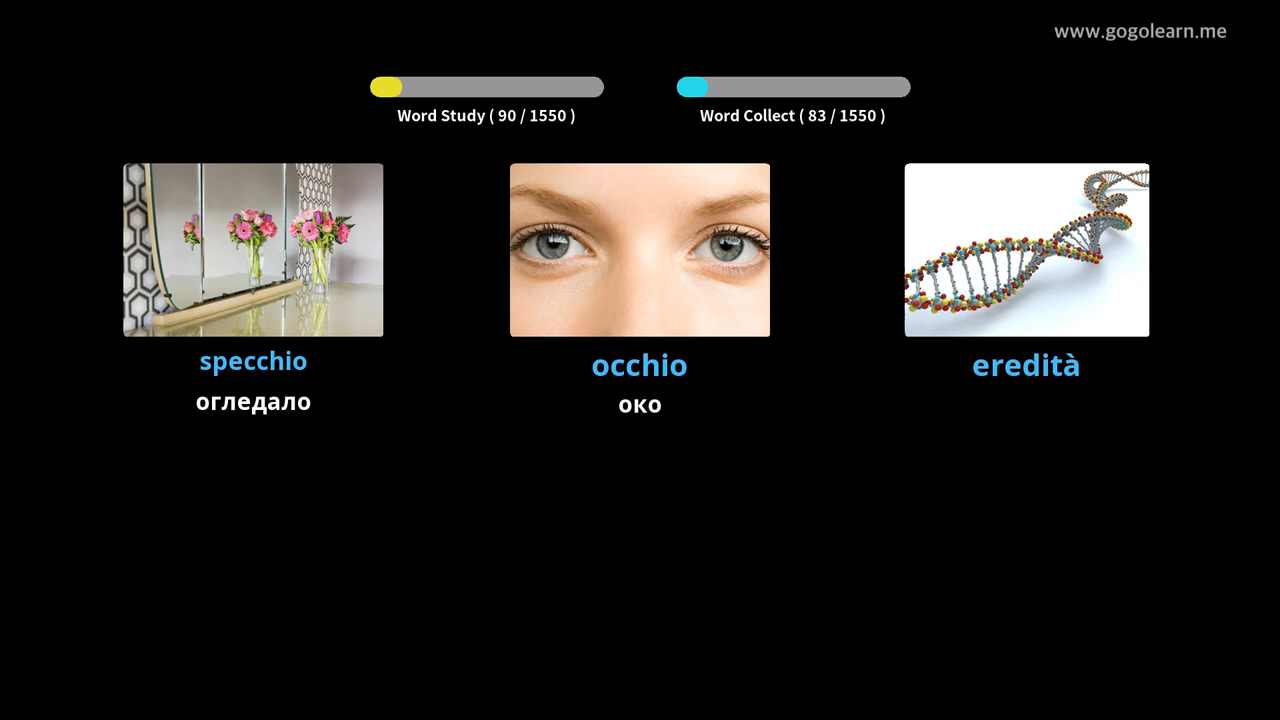 www.gogolearn.me
Word Study ( 90 / 1550 )
Word Collect ( 83 / 1550 )
specchio
огледало
occhio
око
eredità